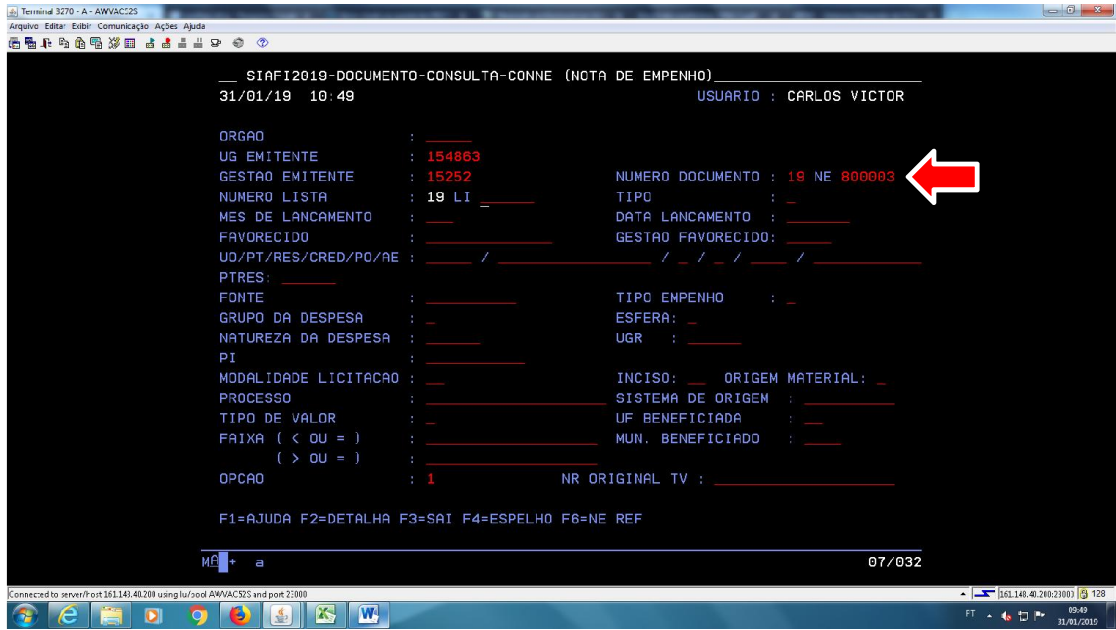 Terminal 3270 - A - AWVAC52S
Arquivo Editar Exibir Comunicação Ações Ajuda
__ SIAFI2019-DOCUMENTO-CONSULTA-CONNE (NOTA DE EMPENHO)
31/01/19 10:49 USUARIO : CARLOS VICTOR
ORGAO :
UG EMITENTE : 154863
GESTAO EMITENTE : 15252 NUMERO DOCUMENTO : 19 NE 800003
NUMERO LISTA : 19 LI TIPO :
MES DE LANCAMENTO : DATA LANCAMENTO :
FAVORECIDO : GESTAO FAVORECIDO:
UO/PT/RES/CRED/PO/AE : / / / / /
PTRES:
FONTE : TIPO EMPENHO :
GRUPO DA DESPESA : ESFERA:
NATUREZA DA DESPESA : UGR :
PI :
MODALIDADE LICITACAO : INCISO: ORIGEM MATERIAL:
PROCESSO : SISTEMA DE ORIGEM :
TIPO DE VALOR : UF BENEFICIADA :
FAIXA ( < OU = ) : MUN. BENEFICIADO :
( > OU = ) :
OPCAO : 1 NR ORIGINAL TV :
F1=AJUDA F2=DETALHA F3=SAI F4=ESPELHO F6=NE REF
MA + a 07/032
Connected to server/host 161.148.40.200 using lu/pool AWVAC52S and port 23000 161.148.40.200:23000 128
PT 09:49
31/01/2019